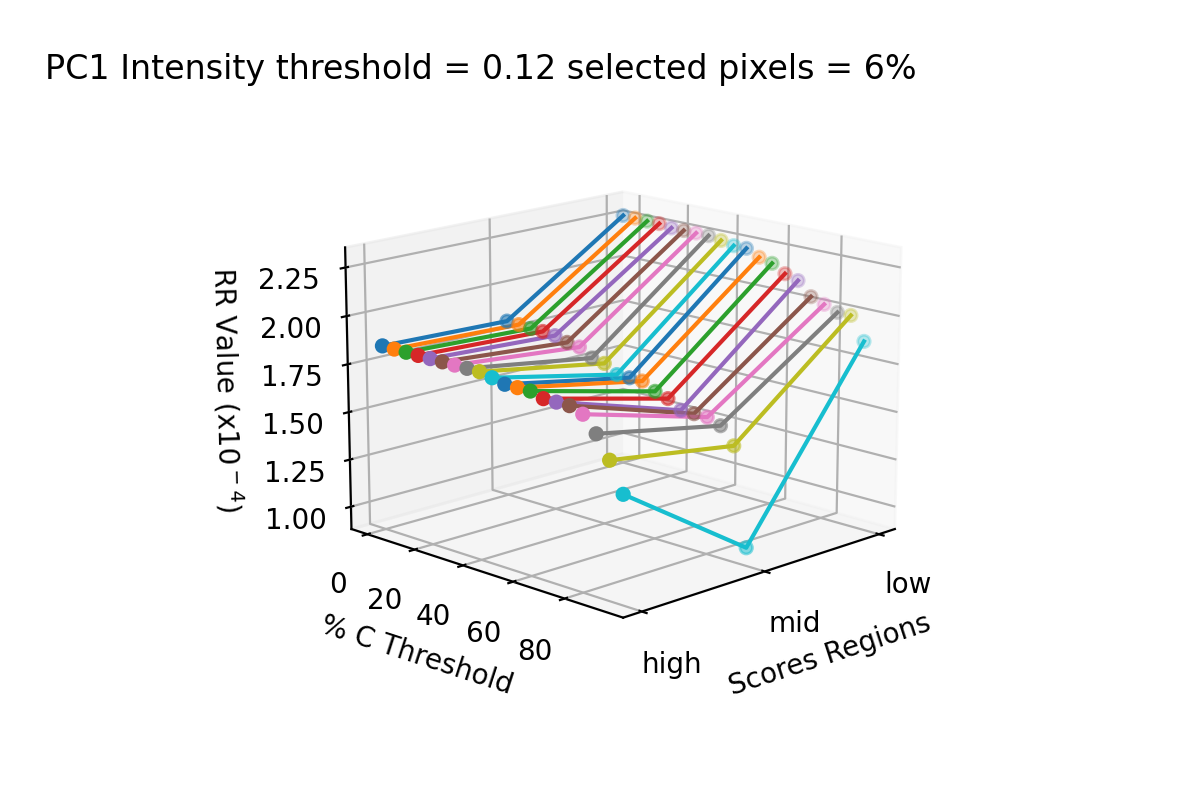 PC1 Intensity threshold = 0.12 selected pixels = 6%
RR Value (x10⁻⁴)
2.25
2.00
1.75
1.50
1.25
1.00
0
20
40
60
80
% C Threshold
high
mid
low
Scores Regions